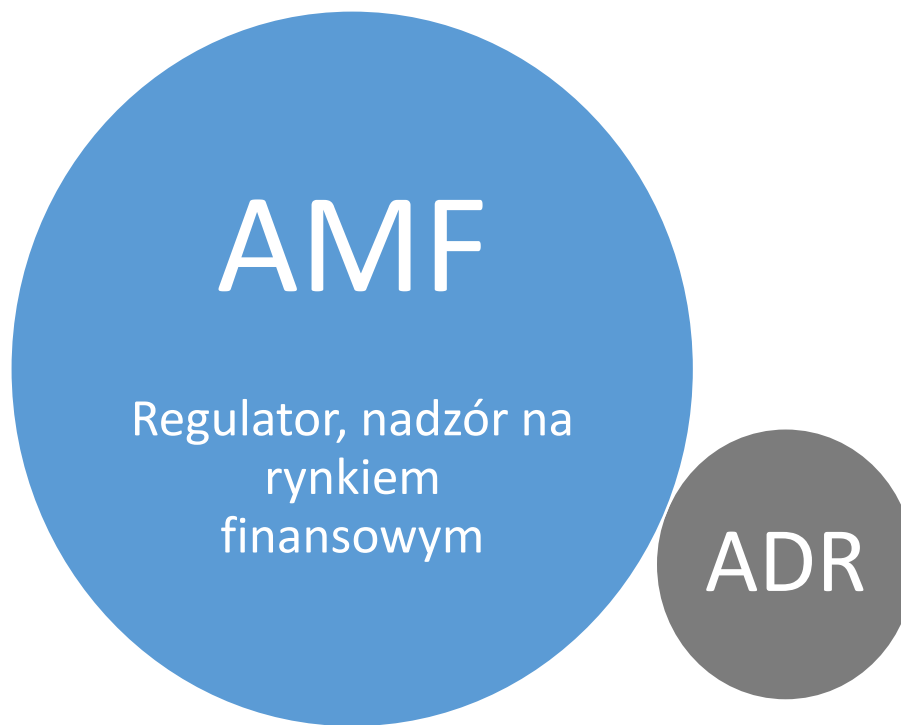 AMF
Regulator, nadzór na
rynkiem
finansowym
ADR